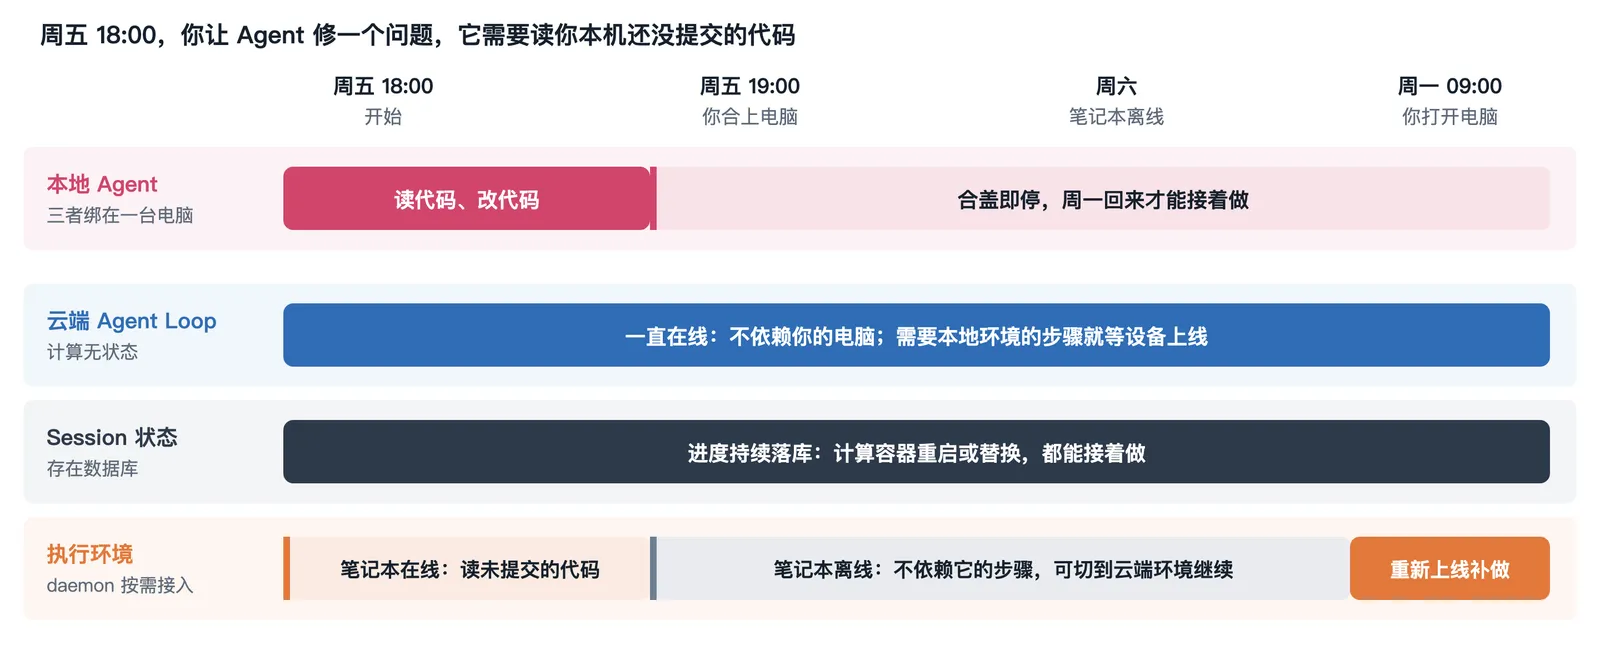 周五 18:00，你让 Agent 修一个问题，它需要读你本机还没提交的代码
周五 18:00
开始
周五 19:00
你合上电脑
周六
笔记本离线
周一 09:00
你打开电脑
本地 Agent
三者绑在一台电脑
读代码、改代码
合盖即停，周一回来才能接着做
云端 Agent Loop
计算无状态
一直在线：不依赖你的电脑；需要本地环境的步骤就等设备上线
Session 状态
存在数据库
进度持续落库：计算容器重启或替换，都能接着做
执行环境
daemon 按需接入
笔记本在线：读未提交的代码
笔记本离线：不依赖它的步骤，可切到云端环境继续
重新上线补做